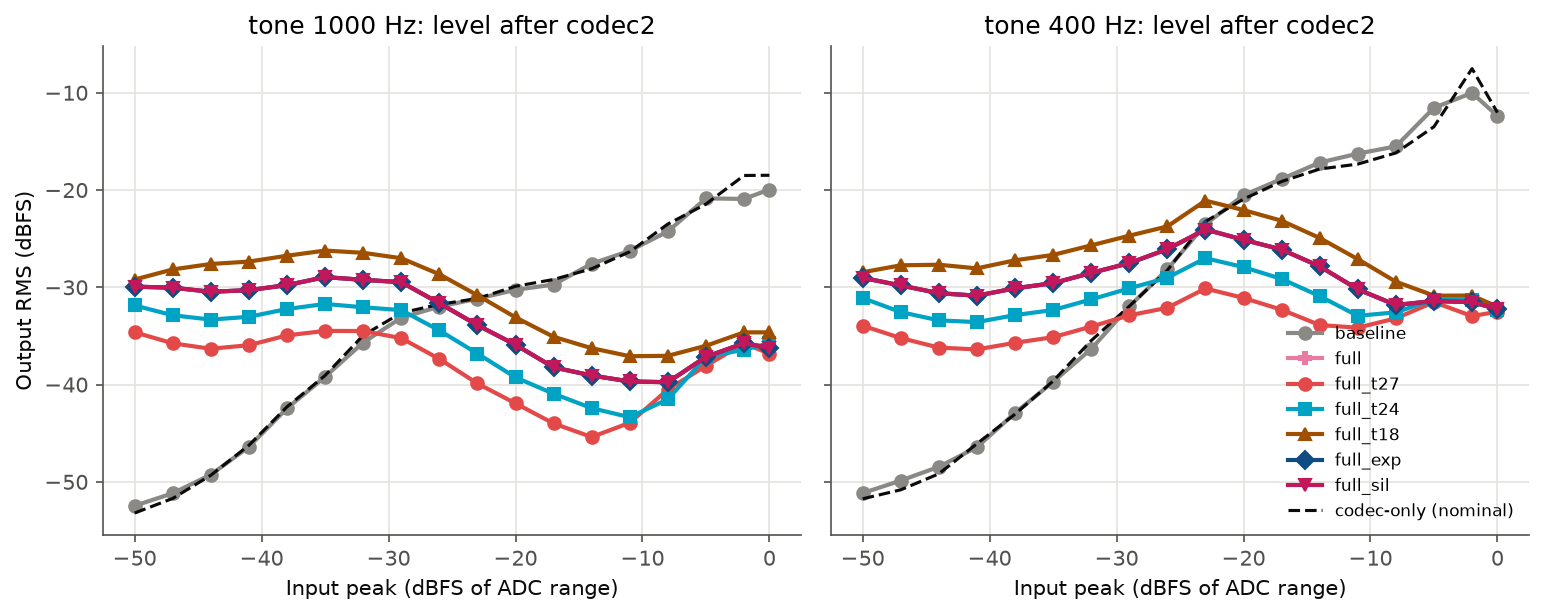 tone 1000 Hz: level after codec2
tone 400 Hz: level after codec2
Output RMS (dBFS)
−10
−20
−30
−40
−50
−50
−40
−30
−20
−10
0
−50
−40
−30
−20
−10
0
baseline
full
full_t27
full_t24
full_t18
full_exp
full_sil
codec-only (nominal)
Input peak (dBFS of ADC range)
Input peak (dBFS of ADC range)